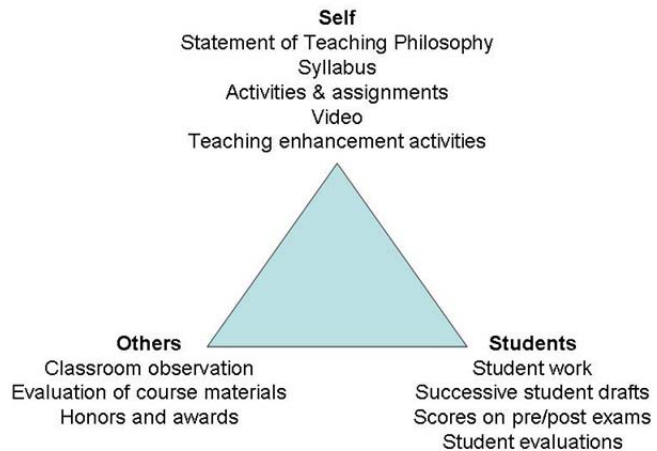 Self
Statement of Teaching Philosophy
Syllabus
Activities & assignments
Video
Teaching enhancement activities
Others
Classroom observation
Evaluation of course materials
Honors and awards
Students
Student work
Successive student drafts
Scores on pre/post exams
Student evaluations